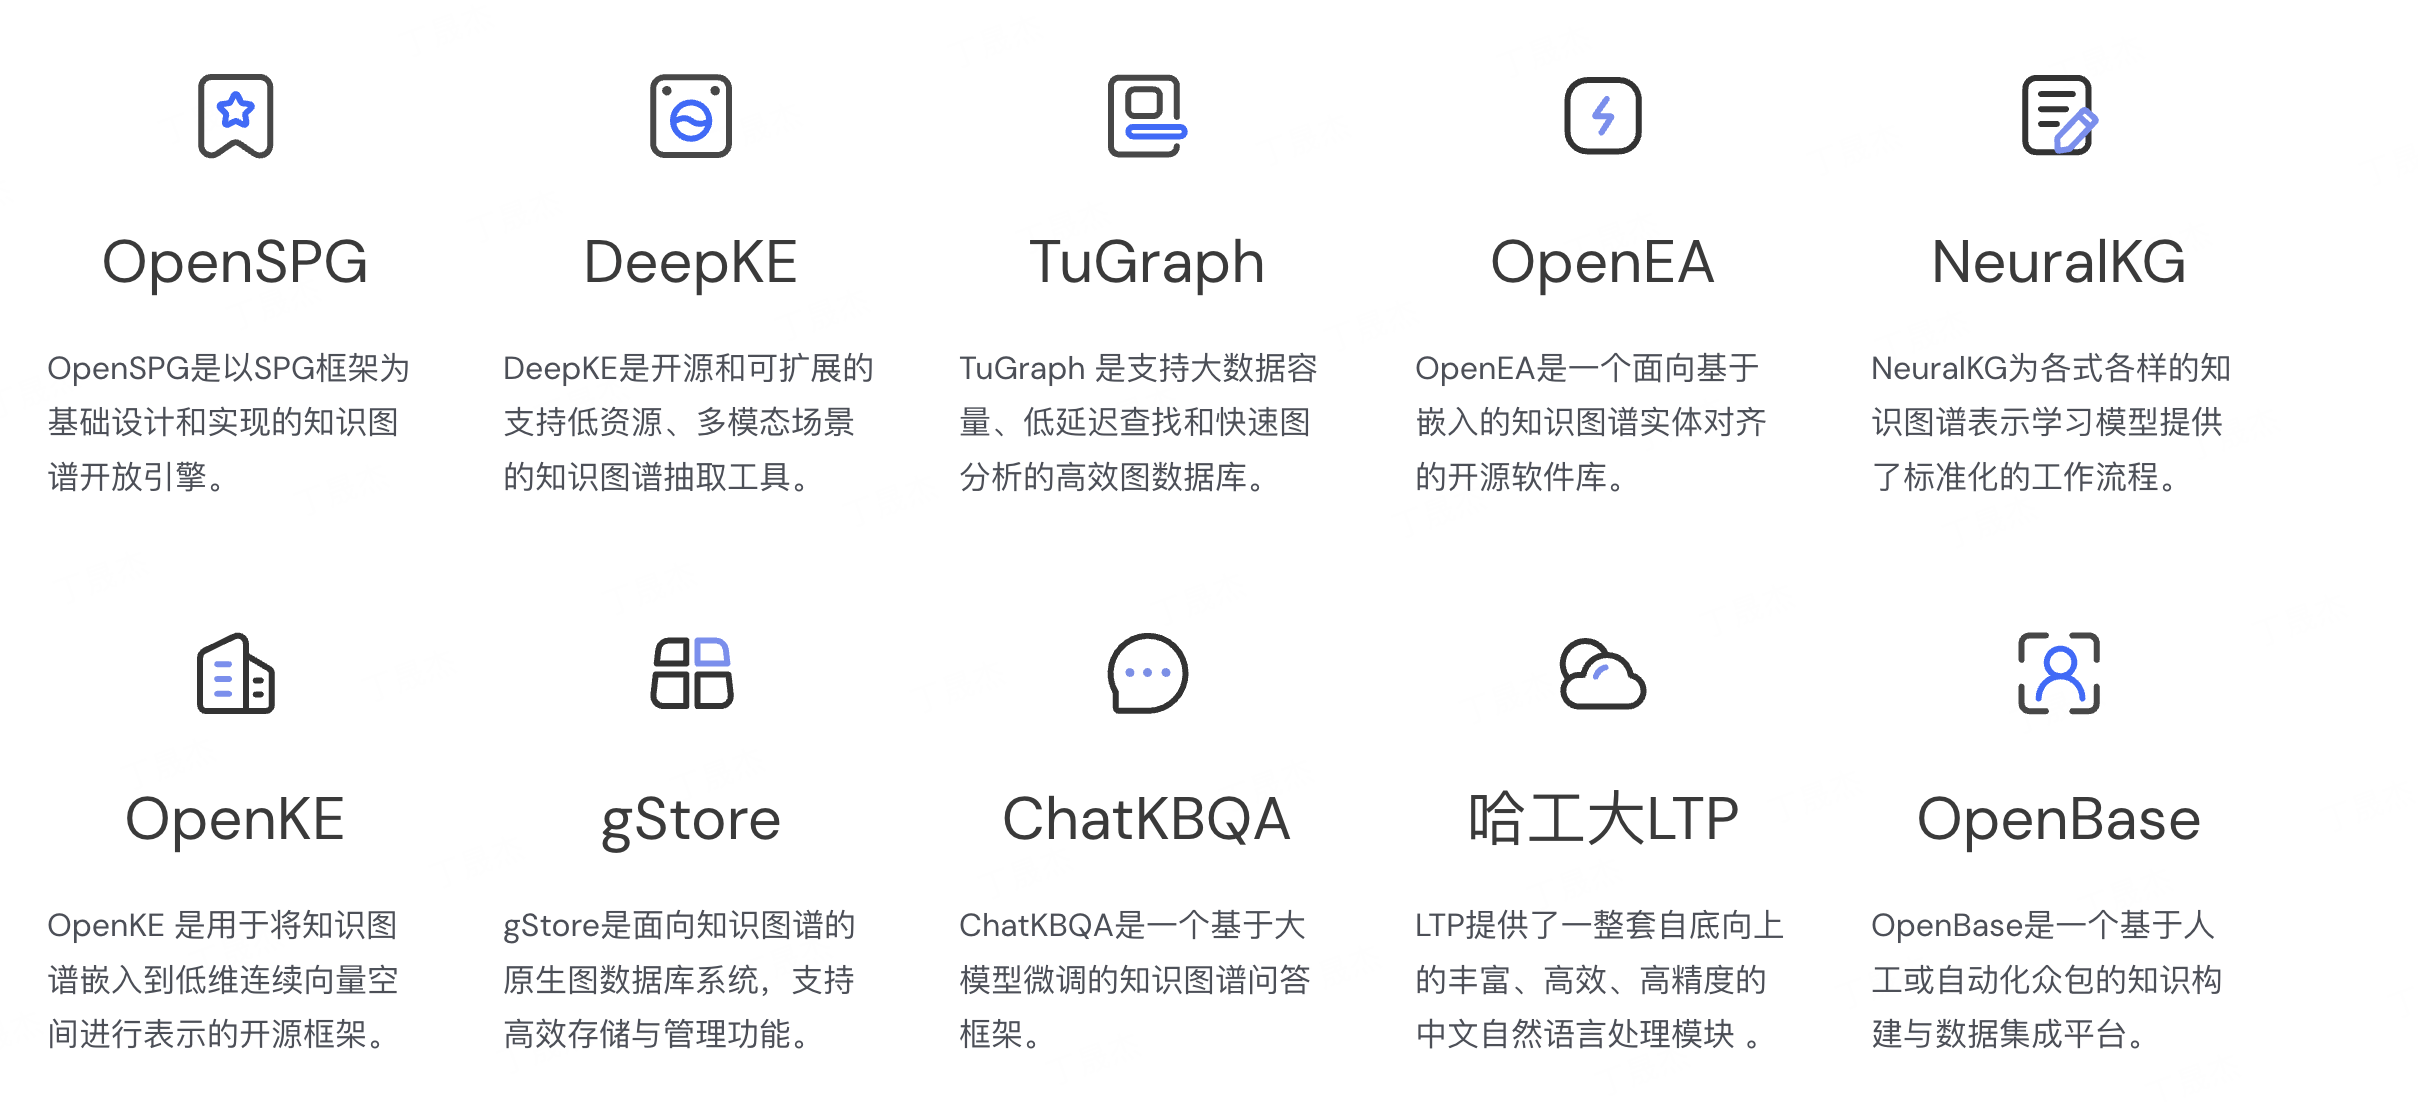 OpenSPG
OpenSPG是以SPG框架为
基础设计和实现的知识图
谱开放引擎。
DeepKE
DeepKE是开源和可扩展的
支持低资源、多模态场景
的知识图谱抽取工具。
TuGraph
TuGraph 是支持大数据容
量、低延迟查找和快速图
分析的高效图数据库。
OpenEA
OpenEA是一个面向基于
嵌入的知识图谱实体对齐
的开源软件库。
NeuralKG
NeuralKG为各式各样的知
识图谱表示学习模型提供
了标准化的工作流程。
OpenKE
OpenKE 是用于将知识图
谱嵌入到低维连续向量空
间进行表示的开源框架。
gStore
gStore是面向知识图谱的
原生图数据库系统，支持
高效存储与管理功能。
ChatKBQA
ChatKBQA是一个基于大
模型微调的知识图谱问答
框架。
哈工大LTP
LTP提供了一整套自底向上
的丰富、高效、高精度的
中文自然语言处理模块 。
OpenBase
OpenBase是一个基于人
工或自动化众包的知识构
建与数据集成平台。